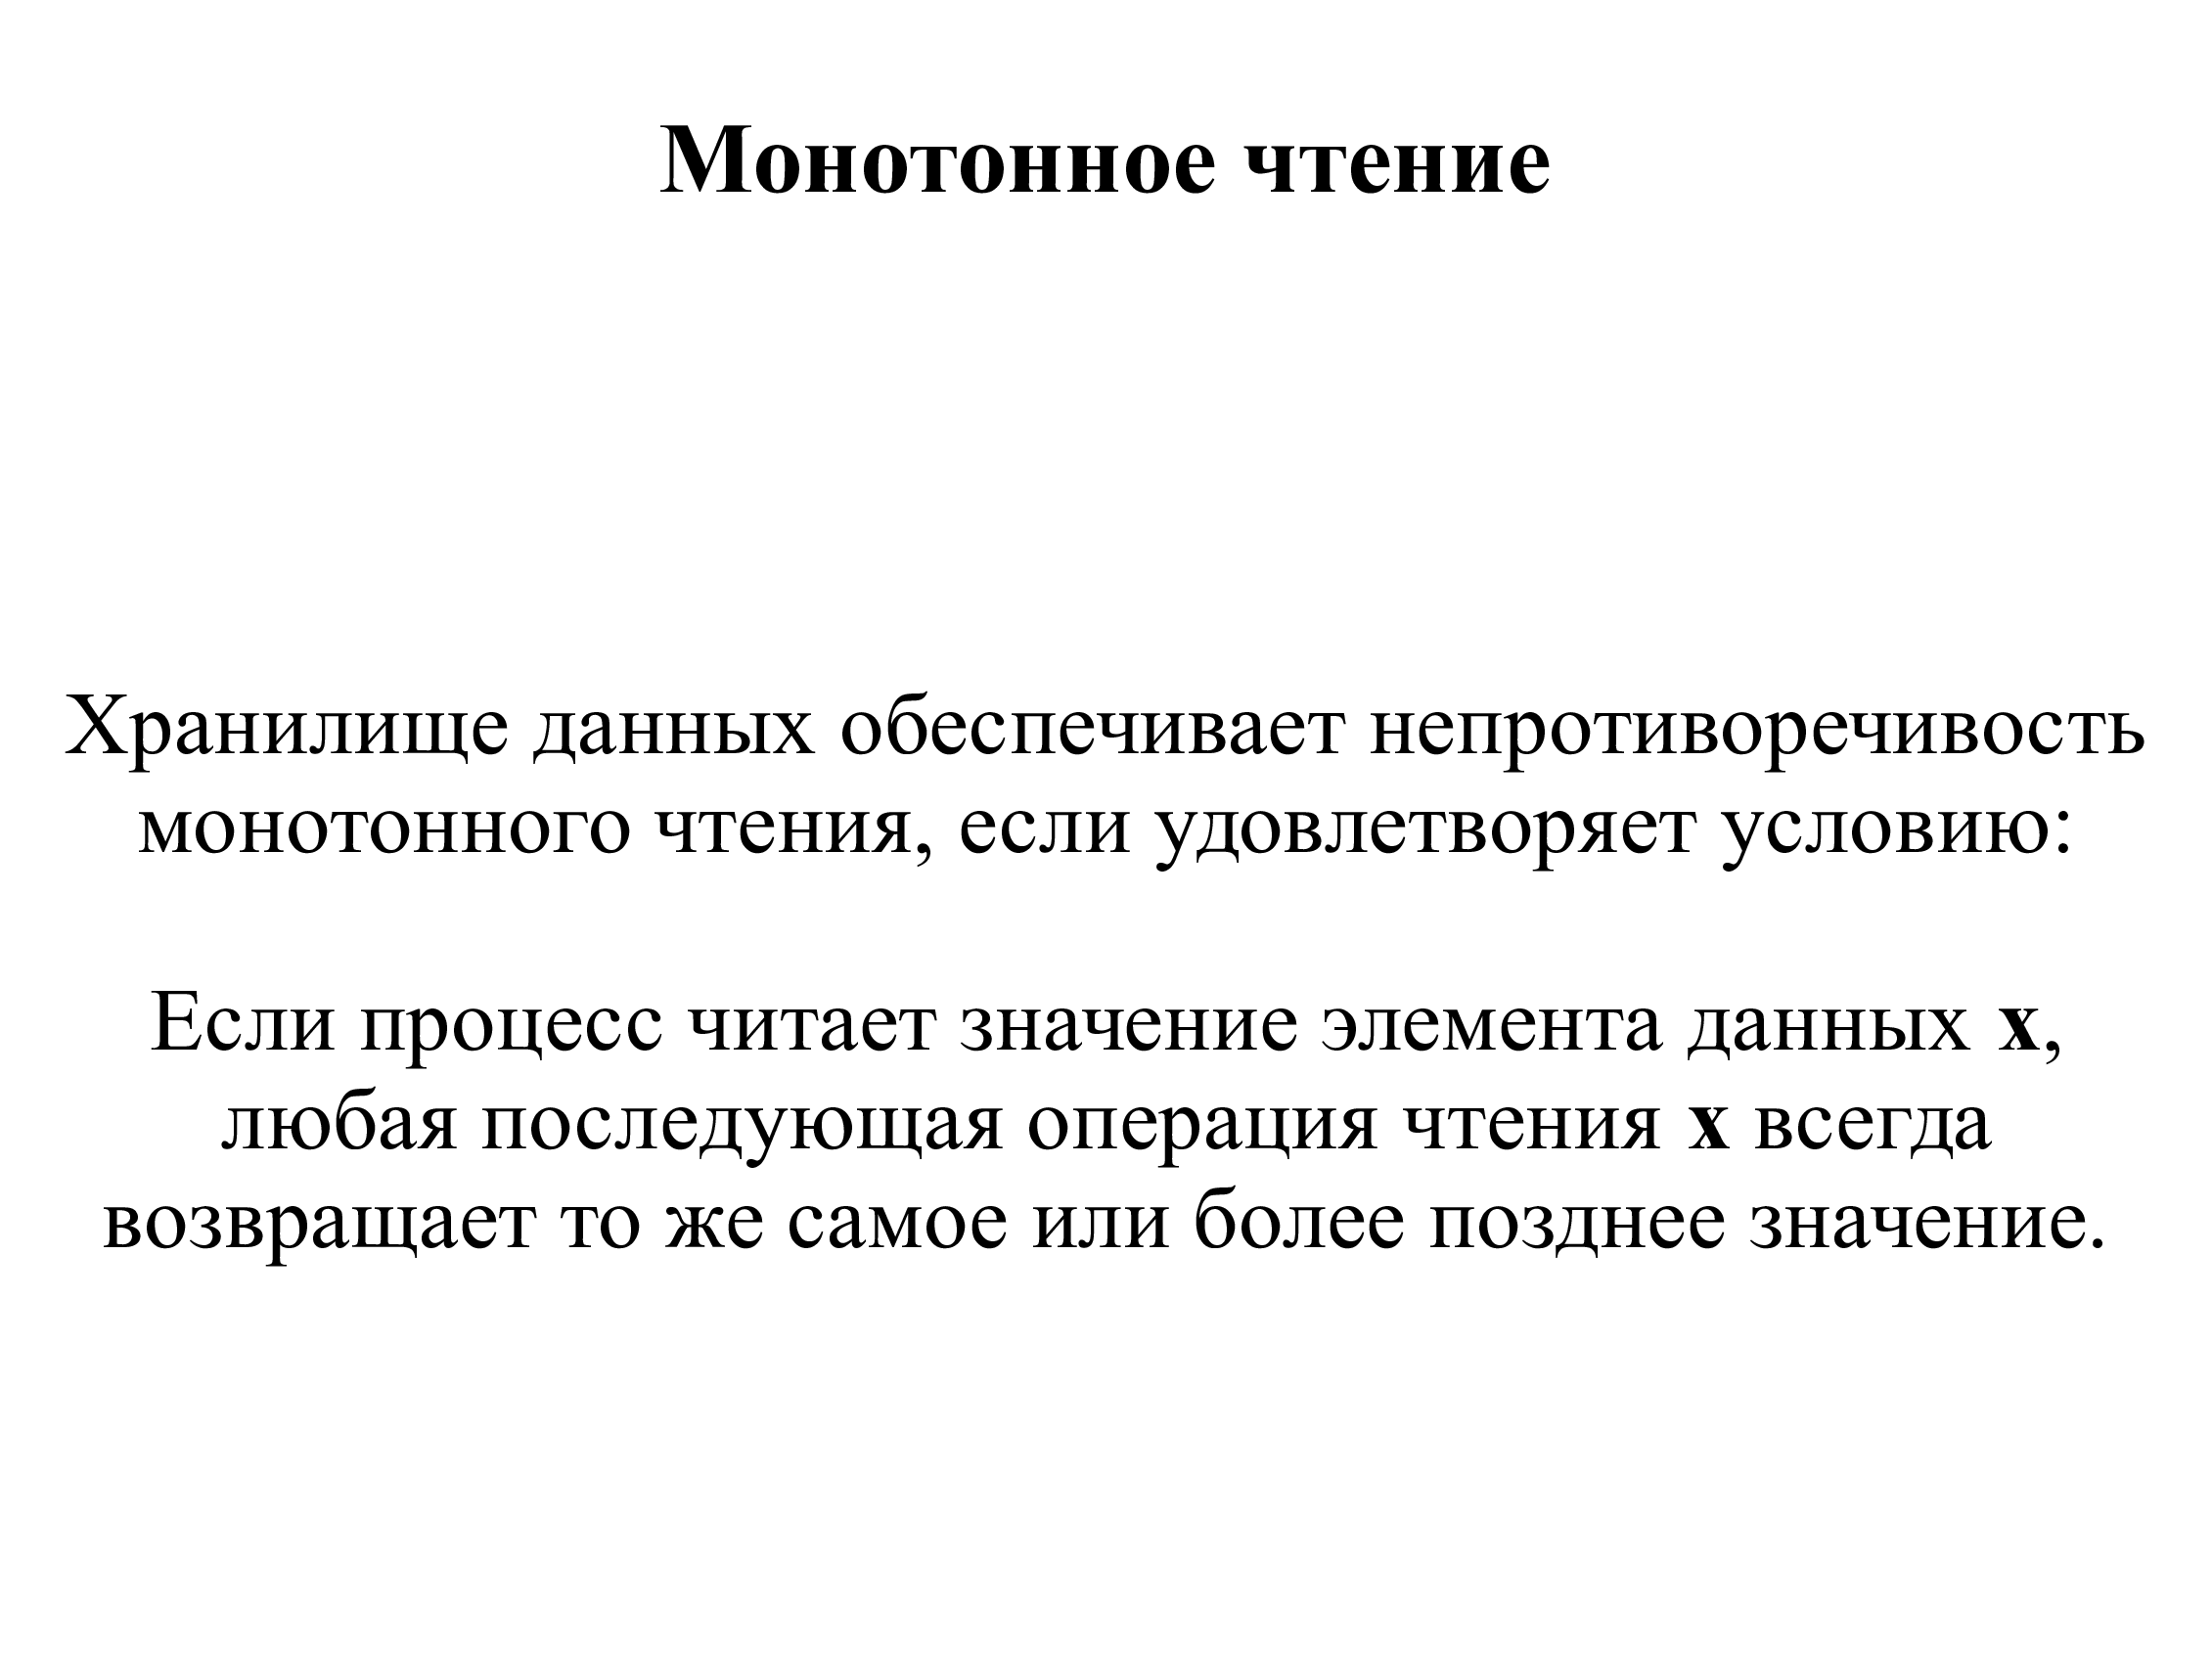 Монотонное чтение
Хранилище данных обеспечивает непротиворечивость
монотонного чтения, если удовлетворяет условию:
Если процесс читает значение элемента данных x,
любая последующая операция чтения x всегда
возвращает то же самое или более позднее значение.